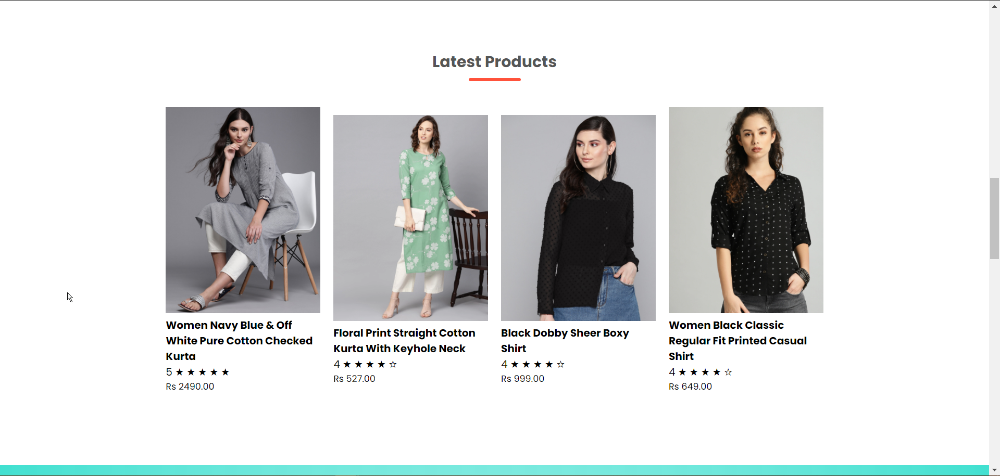 Latest Products
Women Navy Blue & Off
White Pure Cotton Checked
Kurta
5 ★ ★ ★ ★ ★
Rs 2490.00
Floral Print Straight Cotton
Kurta With Keyhole Neck
4 ★ ★ ★ ★ ☆
Rs 527.00
Black Dobby Sheer Boxy
Shirt
4 ★ ★ ★ ★ ☆
Rs 999.00
Women Black Classic
Regular Fit Printed Casual
Shirt
4 ★ ★ ★ ★ ☆
Rs 649.00